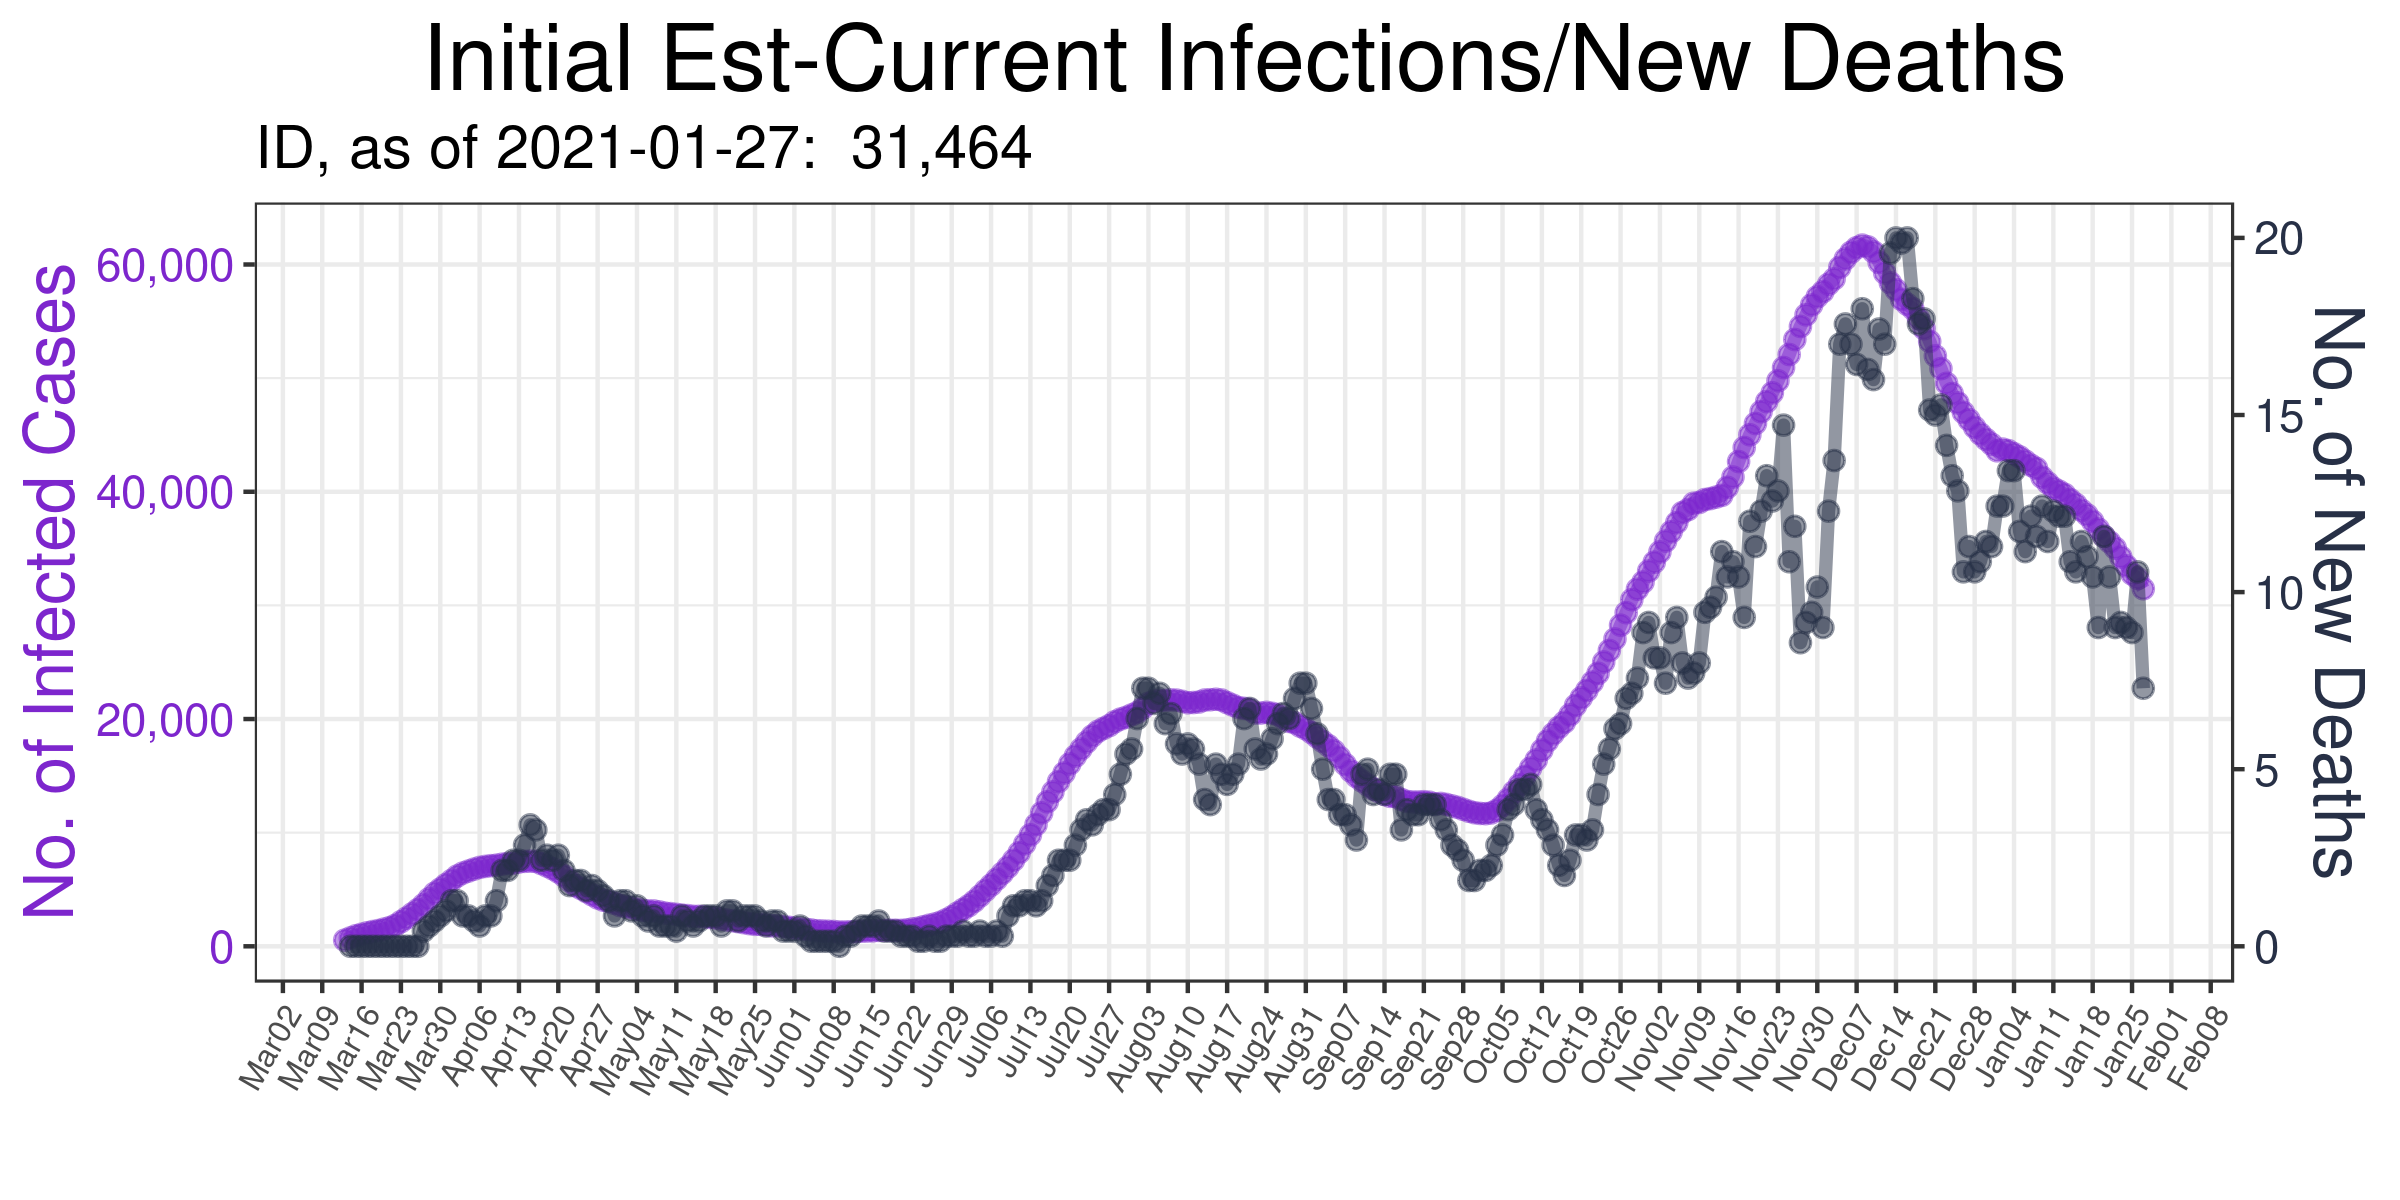 Initial Est-Current Infections/New Deaths
ID, as of 2021-01-27:  31,464
No. of Infected Cases
60,000
40,000
20,000
0
20
15
10
5
0
No. of New Deaths
Mar02
Mar09
Mar16
Mar23
Mar30
Apr06
Apr13
Apr20
Apr27
May04
May11
May18
May25
Jun01
Jun08
Jun15
Jun22
Jun29
Jul06
Jul13
Jul20
Jul27
Aug03
Aug10
Aug17
Aug24
Aug31
Sep07
Sep14
Sep21
Sep28
Oct05
Oct12
Oct19
Oct26
Nov02
Nov09
Nov16
Nov23
Nov30
Dec07
Dec14
Dec21
Dec28
Jan04
Jan11
Jan18
Jan25
Feb01
Feb08